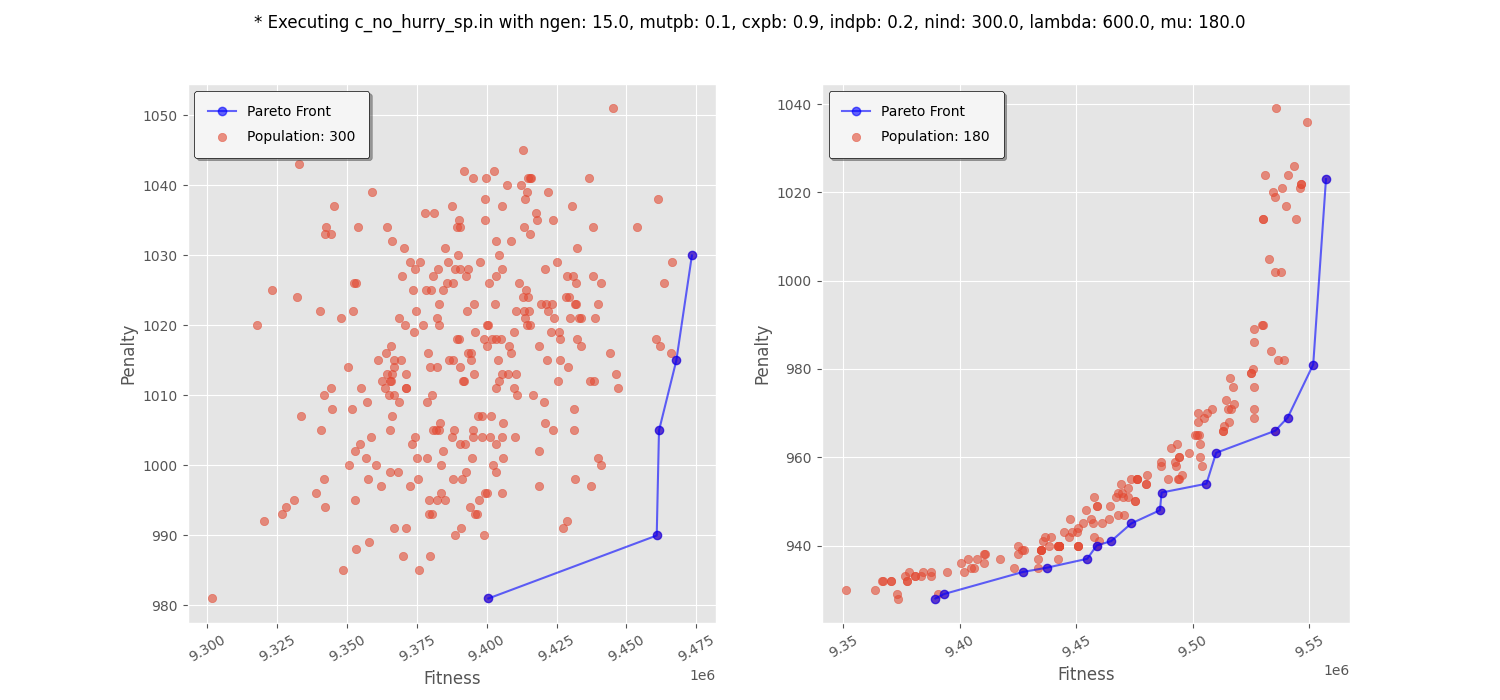 * Executing c_no_hurry_sp.in with ngen: 15.0, mutpb: 0.1, cxpb: 0.9, indpb: 0.2, nind: 300.0, lambda: 600.0, mu: 180.0
Pareto Front
Population: 300
1050
1040
1030
1020
1010
1000
990
980
Penalty
9.300
9.325
9.350
9.375
9.400
9.425
9.450
9.475
1e6
Fitness
Pareto Front
Population: 180
1040
1020
1000
980
960
940
Penalty
9.35
9.40
9.45
9.50
9.55
1e6
Fitness